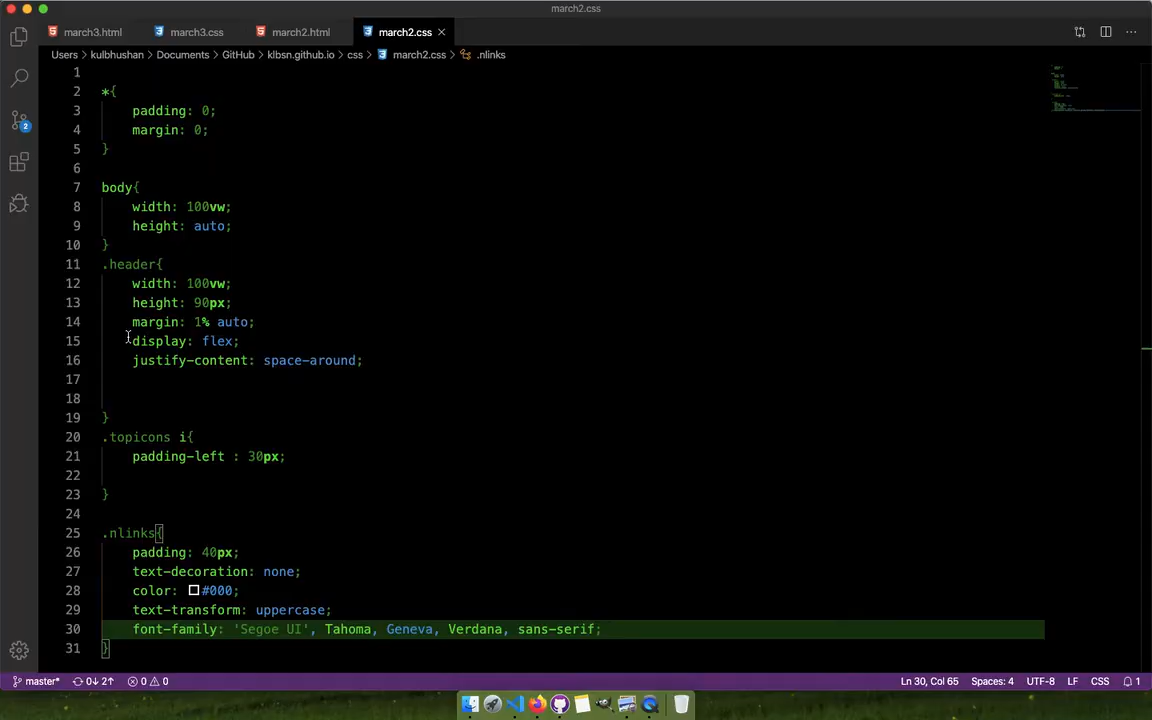 march2.css
march3.html march3.css march2.html march2.css
Users > kulbhushan > Documents > GitHub > klbsn.github.io > css > march2.css > .nlinks
1
2 *{
3 padding: 0;
4 margin: 0;
5 }
6
7 body{
8 width: 100vw;
9 height: auto;
10 }
11 .header{
12 width: 100vw;
13 height: 90px;
14 margin: 1% auto;
15 display: flex;
16 justify-content: space-around;
17
18
19 }
20 .topicons i{
21 padding-left : 30px;
22
23 }
24
25 .nlinks{
26 padding: 40px;
27 text-decoration: none;
28 color: #000;
29 text-transform: uppercase;
30 font-family: 'Segoe UI', Tahoma, Geneva, Verdana, sans-serif;
31 }
2
master* 0↓ 2↑ 0 0 Ln 30, Col 65 Spaces: 4 UTF-8 LF CSS 1